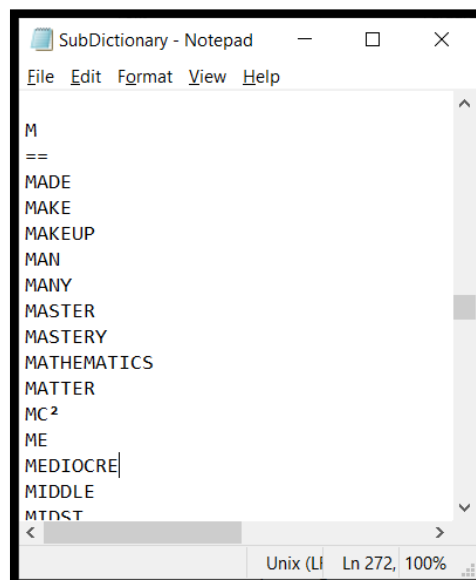 SubDictionary - Notepad
File Edit Format View Help
M
==
MADE
MAKE
MAKEUP
MAN
MANY
MASTER
MASTERY
MATHEMATICS
MATTER
MC²
ME
MEDIOCRE
MIDDLE
MIDST
Unix (LF Ln 272, 100%